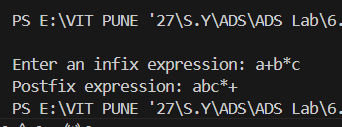 PS E:\VIT PUNE '27\S.Y\ADS\ADS Lab\6.
Enter an infix expression: a+b*c
Postfix expression: abc*+
PS E:\VIT PUNE '27\S.Y\ADS\ADS Lab\6.